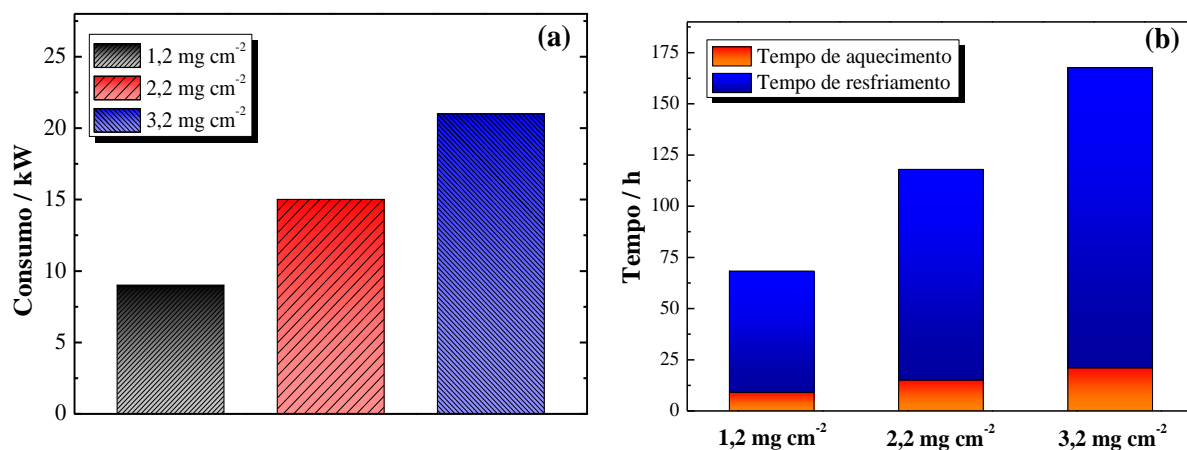 (a)
1,2 mg cm-2
2,2 mg cm-2
3,2 mg cm-2
Consumo / kW
25
20
15
10
5
0
(b)
Tempo de aquecimento
Tempo de resfriamento
Tempo / h
175
150
125
100
75
50
25
0
1,2 mg cm-2 2,2 mg cm-2 3,2 mg cm-2